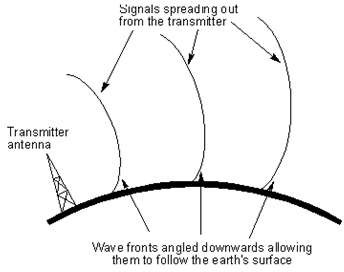 Signals spreading out
from the transmitter
Transmitter
antenna
Wave fronts angled downwards allowing
them to follow the earth's surface